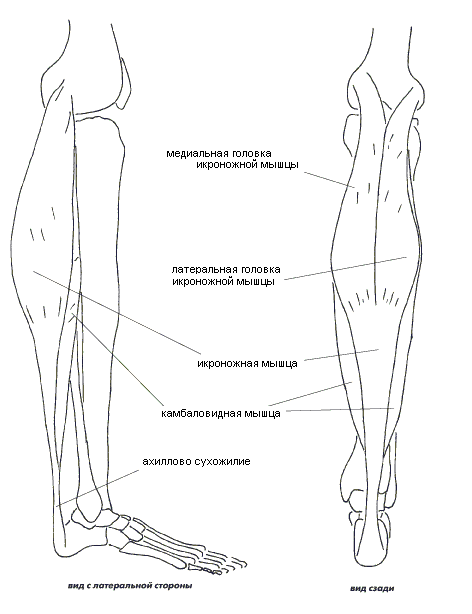 медиальная головка
икроножной мышцы
латеральная головка
икроножной мышцы
икроножная мышца
камбаловидная мышца
ахиллово сухожилие
вид с латеральной стороны
вид сзади